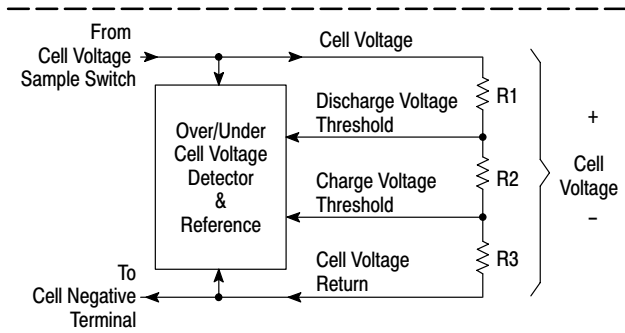 From
Cell Voltage
Sample Switch
Cell Voltage
R1
Discharge Voltage
Threshold
Over/Under
Cell Voltage
Detector
&
Reference
R2
Charge Voltage
Threshold
+
Cell
Voltage
–
R3
Cell Voltage
Return
To
Cell Negative
Terminal